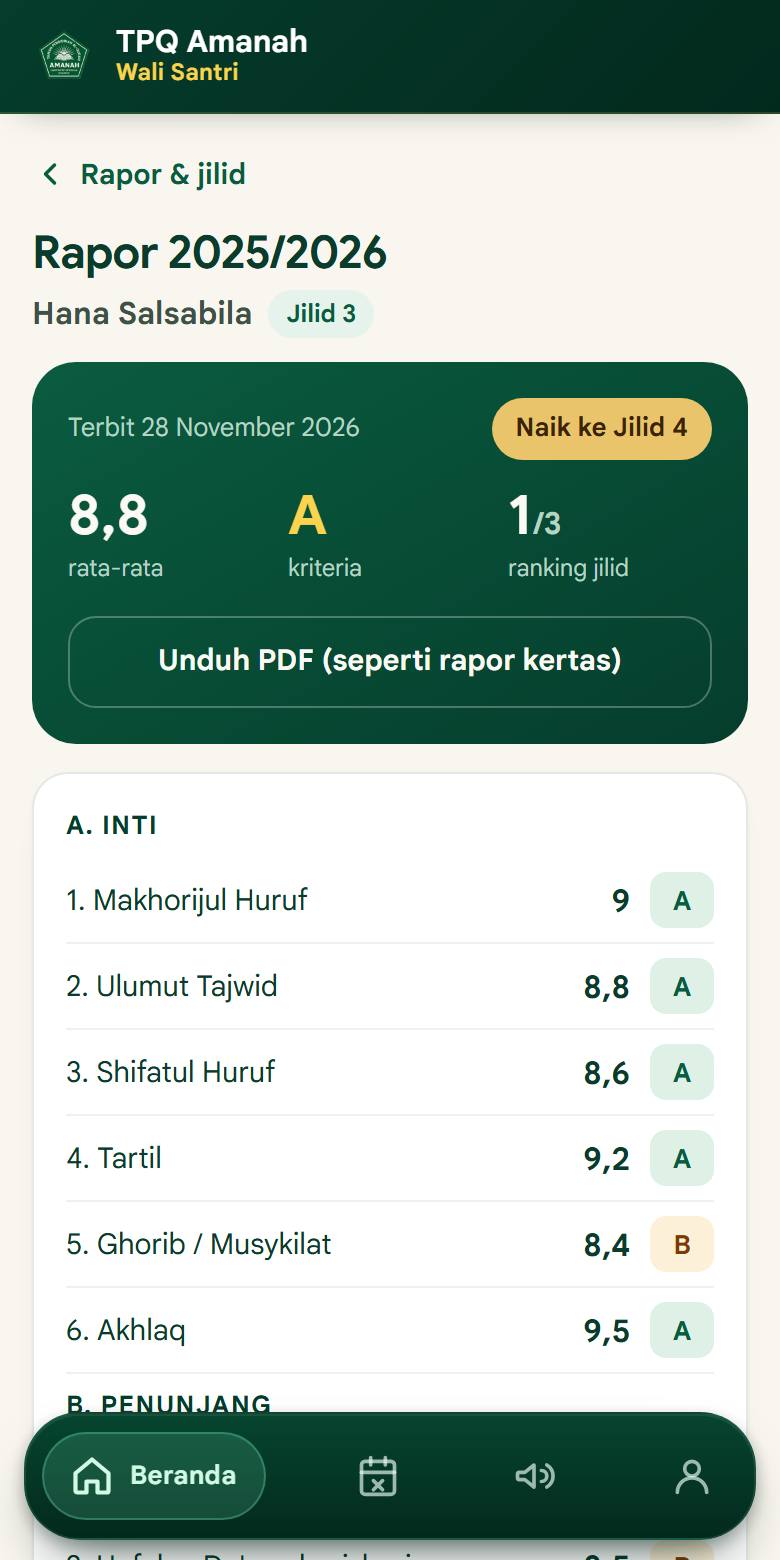 AMANAH
TPQ Amanah
Wali Santri
Rapor & jilid
Rapor 2025/2026
Hana Salsabila
Jilid 3
Terbit 28 November 2026
Naik ke Jilid 4
8,8
A
1/3
rata-rata
kriteria
ranking jilid
Unduh PDF (seperti rapor kertas)
A. INTI
1. Makhorijul Huruf 9 A
2. Ulumut Tajwid 8,8 A
3. Shifatul Huruf 8,6 A
4. Tartil 9,2 A
5. Ghorib / Musykilat 8,4 B
6. Akhlaq 9,5 A
B. PENUNJANG
Beranda